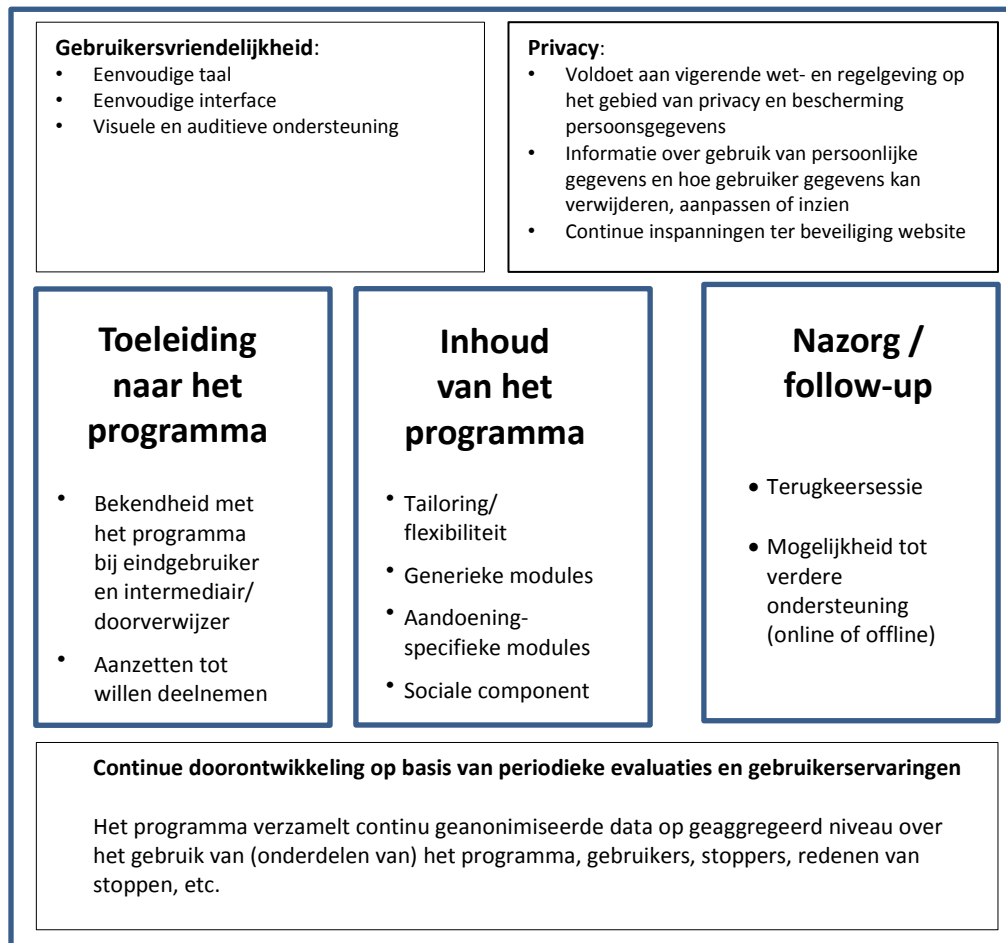 Gebruikersvriendelijkheid:
• Eenvoudige taal
• Eenvoudige interface
• Visuele en auditieve ondersteuning
Privacy:
• Voldoet aan vigerende wet- en regelgeving op
het gebied van privacy en bescherming
persoonsgegevens
• Informatie over gebruik van persoonlijke
gegevens en hoe gebruiker gegevens kan
verwijderen, aanpassen of inzien
• Continue inspanningen ter beveiliging website
Toeleiding
naar het
programma
• Bekendheid met
het programma
bij eindgebruiker
en intermediair/
doorverwijzer
• Aanzetten tot
willen deelnemen
Inhoud
van het
programma
• Tailoring/
flexibiliteit
• Generieke modules
• Aandoening-
specifieke modules
• Sociale component
Nazorg /
follow-up
• Terugkeersessie
• Mogelijkheid tot
verdere
ondersteuning
(online of offline)
Continue doorontwikkeling op basis van periodieke evaluaties en gebruikerservaringen
Het programma verzamelt continu geanonimiseerde data op geaggregeerd niveau over
het gebruik van (onderdelen van) het programma, gebruikers, stoppers, redenen van
stoppen, etc.